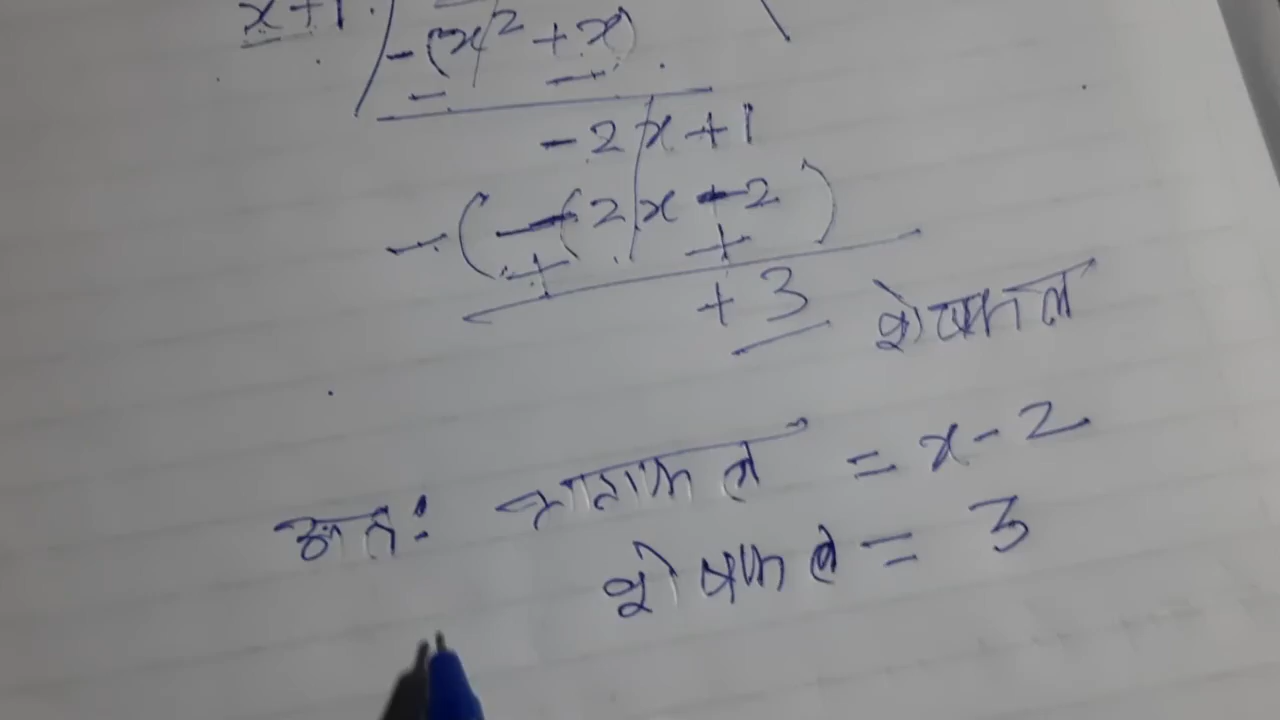 x+1
-(x² + x)
-2x+1
-(-2x-2)
+ +
+3 शेषफल
अतः भागफल = x-2
शेषफल = 3